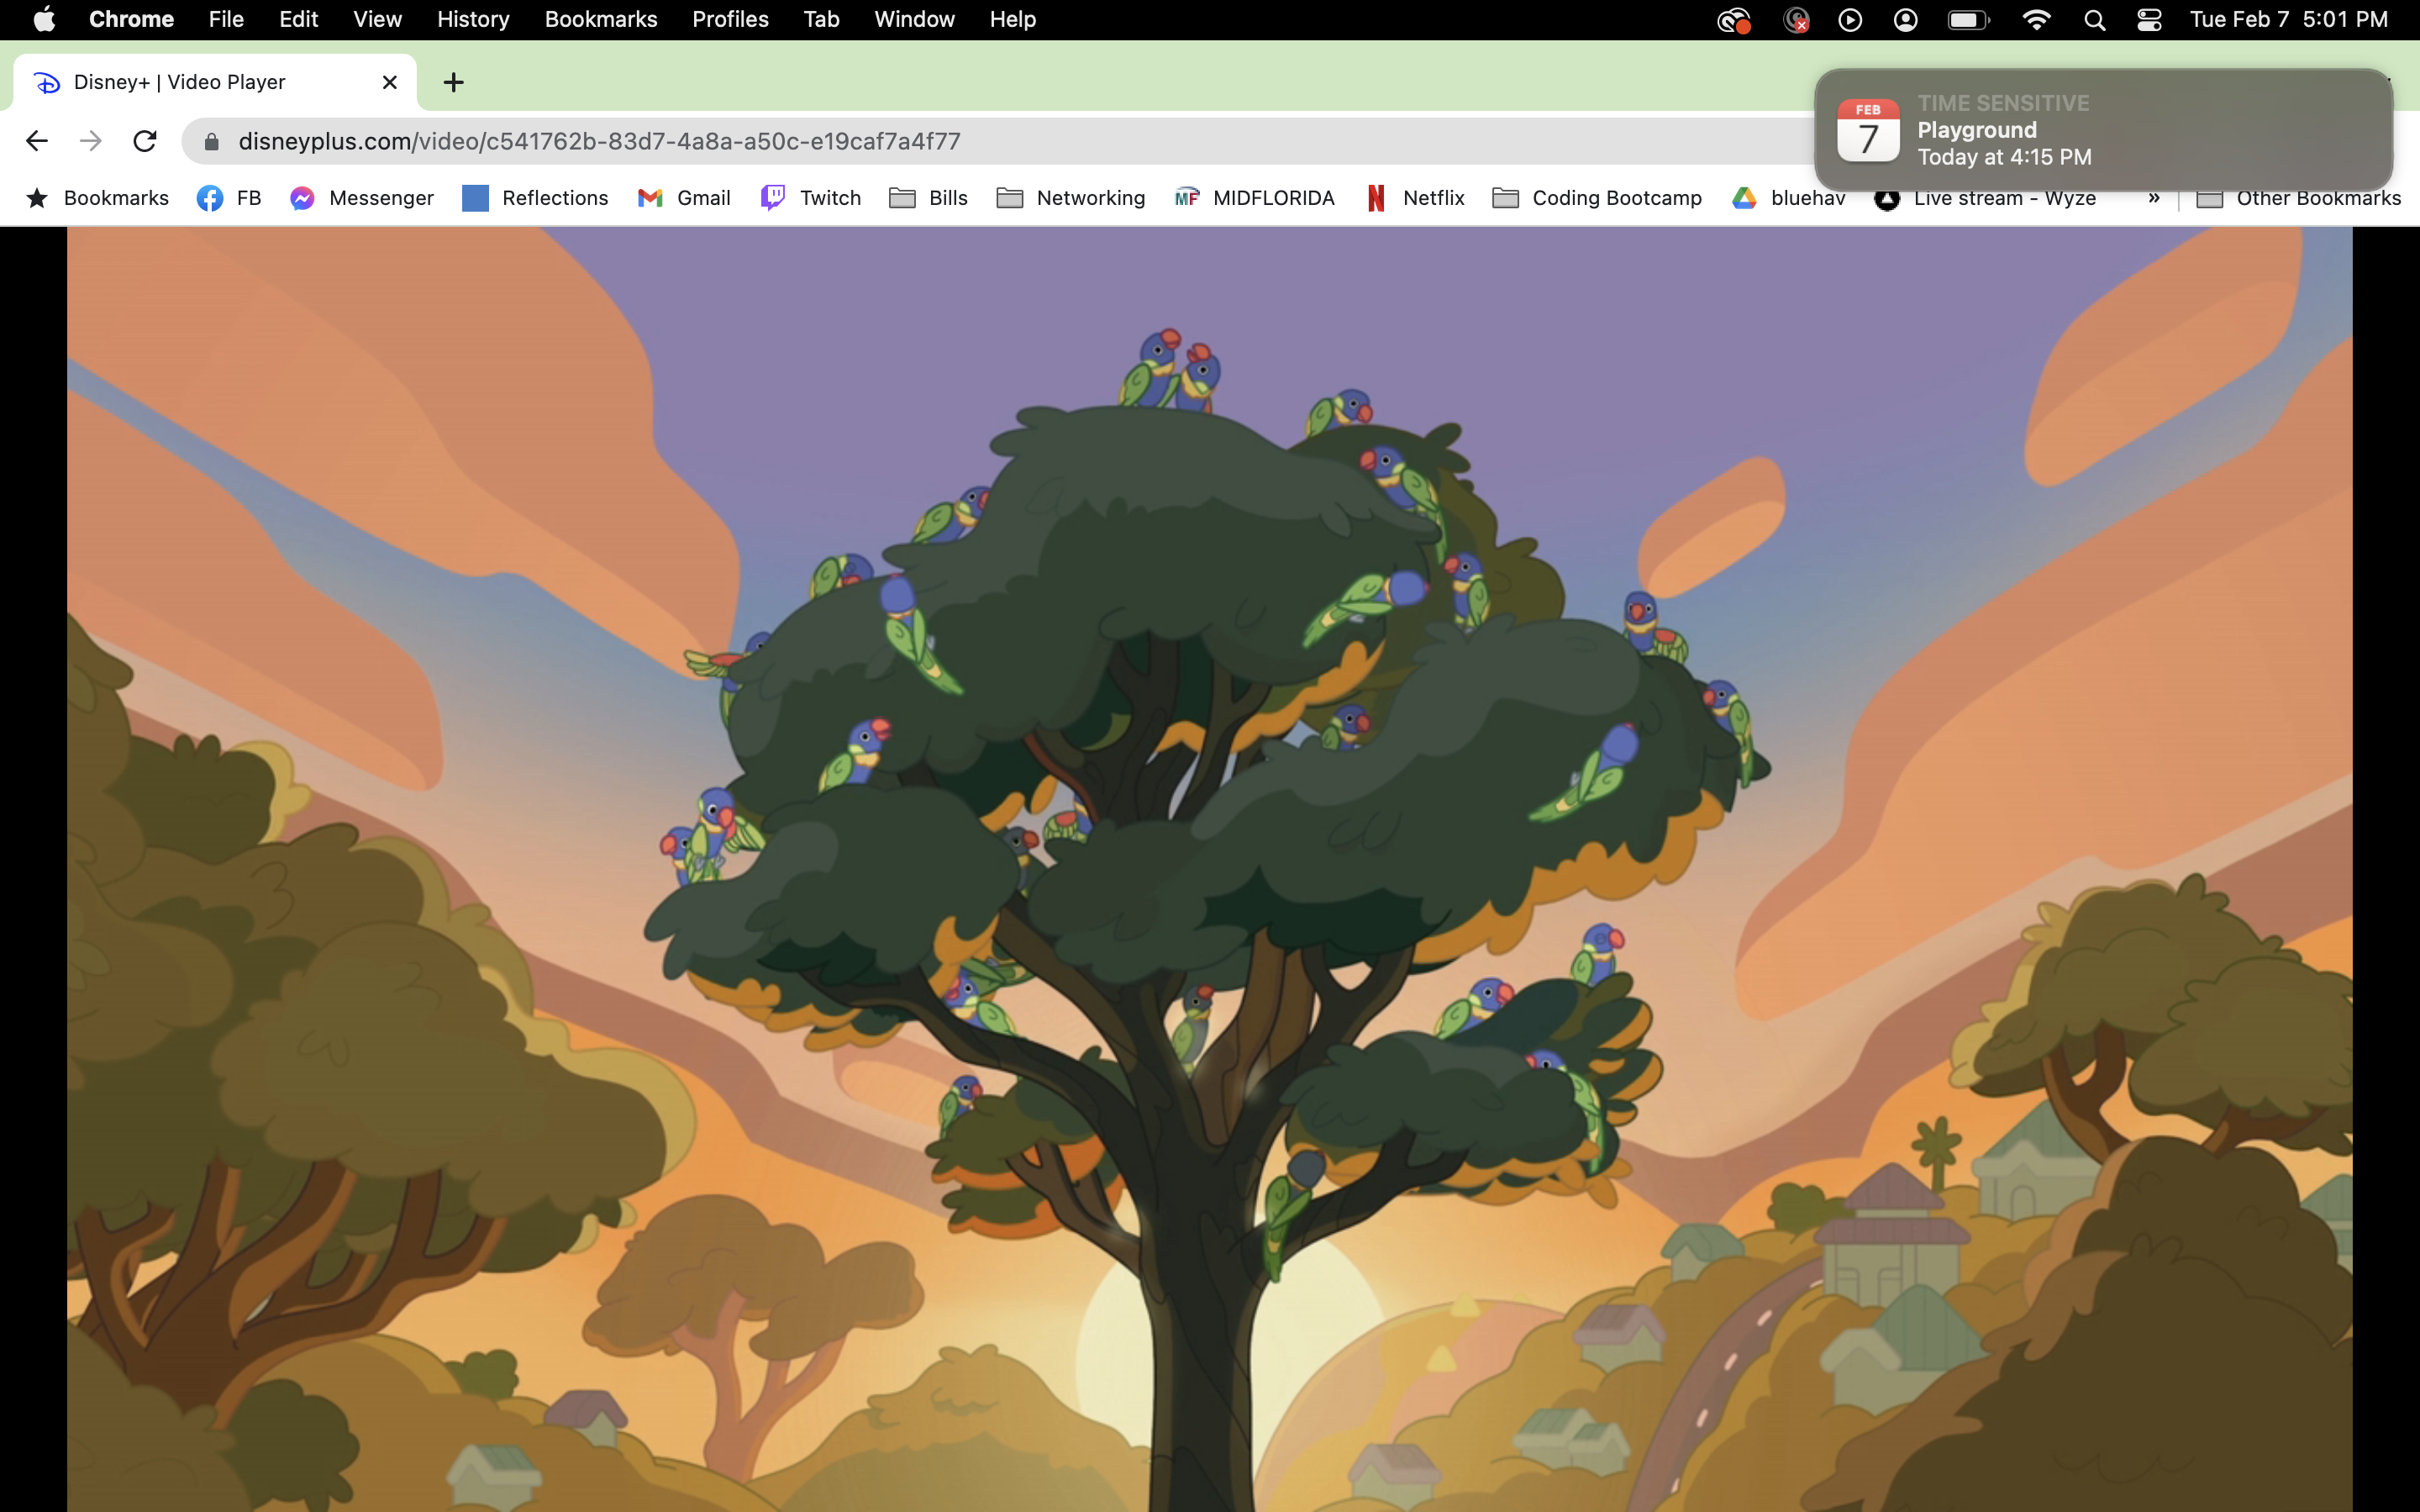 Chrome File Edit View History Bookmarks Profiles Tab Window Help Tue Feb 7 5:01 PM
Disney+ | Video Player
TIME SENSITIVE
FEB
7
Playground
Today at 4:15 PM
disneyplus.com/video/c541762b-83d7-4a8a-a50c-e19caf7a4f77
Bookmarks FB Messenger Reflections Gmail Twitch Bills Networking MF MIDFLORIDA Netflix Coding Bootcamp bluehav Live stream - Wyze » Other Bookmarks